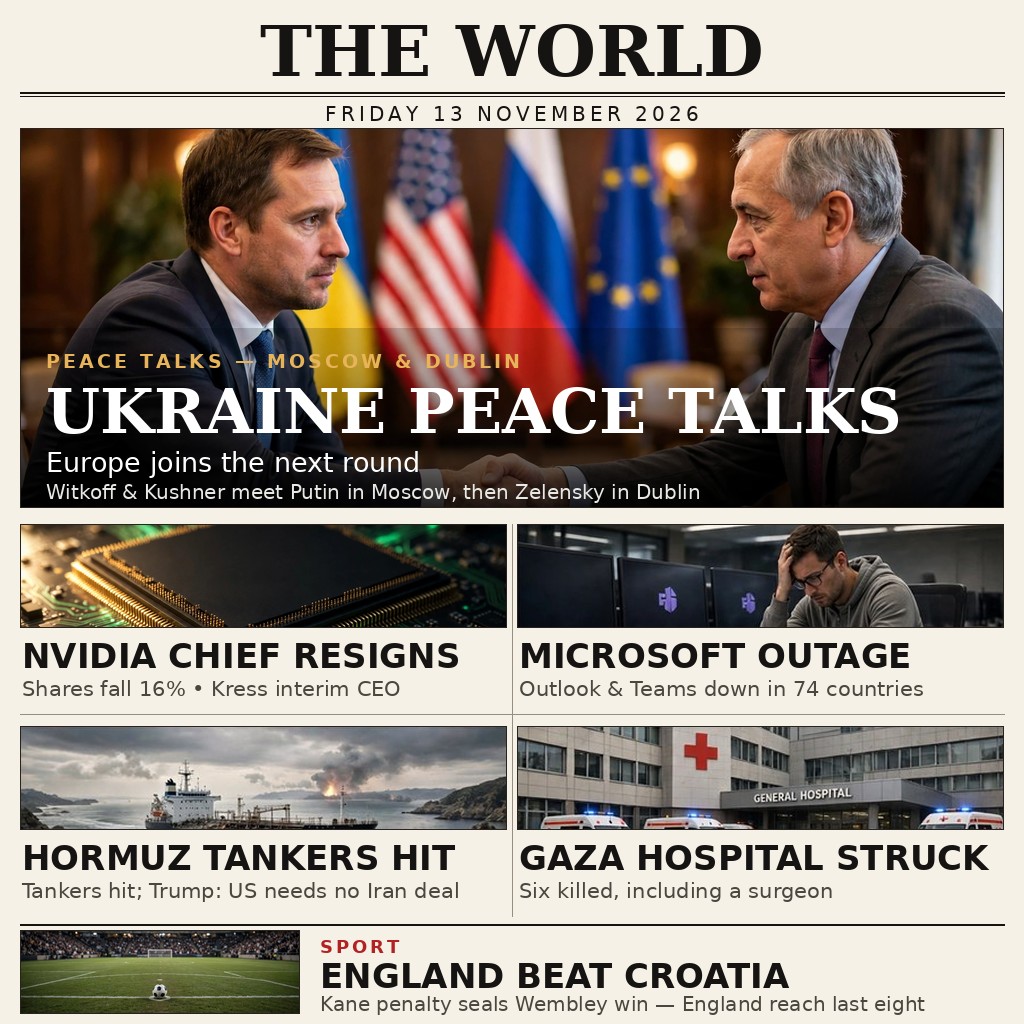 THE WORLD
FRIDAY 13 NOVEMBER 2026
PEACE TALKS — MOSCOW & DUBLIN
UKRAINE PEACE TALKS
Europe joins the next round
Witkoff & Kushner meet Putin in Moscow, then Zelensky in Dublin
NVIDIA CHIEF RESIGNS
Shares fall 16% • Kress interim CEO
MICROSOFT OUTAGE
Outlook & Teams down in 74 countries
GENERAL HOSPITAL
HORMUZ TANKERS HIT
Tankers hit; Trump: US needs no Iran deal
GAZA HOSPITAL STRUCK
Six killed, including a surgeon
SPORT
ENGLAND BEAT CROATIA
Kane penalty seals Wembley win — England reach last eight